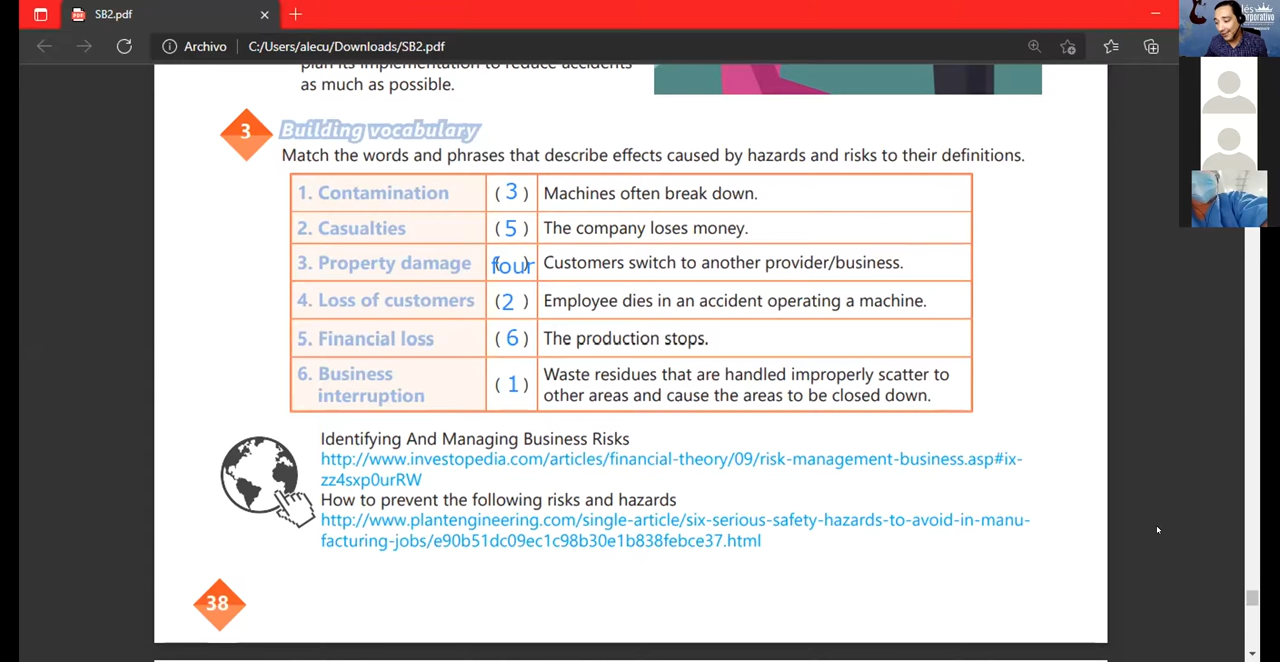 SB2.pdf
Archivo
C:/Users/alecu/Downloads/SB2.pdf
plan its implementation to reduce accidents
as much as possible.
3 Building vocabulary
Match the words and phrases that describe effects caused by hazards and risks to their definitions.
1. Contamination ( 3 ) Machines often break down.
2. Casualties ( 5 ) The company loses money.
3. Property damage ( four ) Customers switch to another provider/business.
4. Loss of customers ( 2 ) Employee dies in an accident operating a machine.
5. Financial loss ( 6 ) The production stops.
6. Business
interruption
( 1 )
Waste residues that are handled improperly scatter to
other areas and cause the areas to be closed down.
Identifying And Managing Business Risks
http://www.investopedia.com/articles/financial-theory/09/risk-management-business.asp#ix-
zz4sxp0urRW
How to prevent the following risks and hazards
http://www.plantengineering.com/single-article/six-serious-safety-hazards-to-avoid-in-manu-
facturing-jobs/e90b51dc09ec1c98b30e1b838febce37.html
38